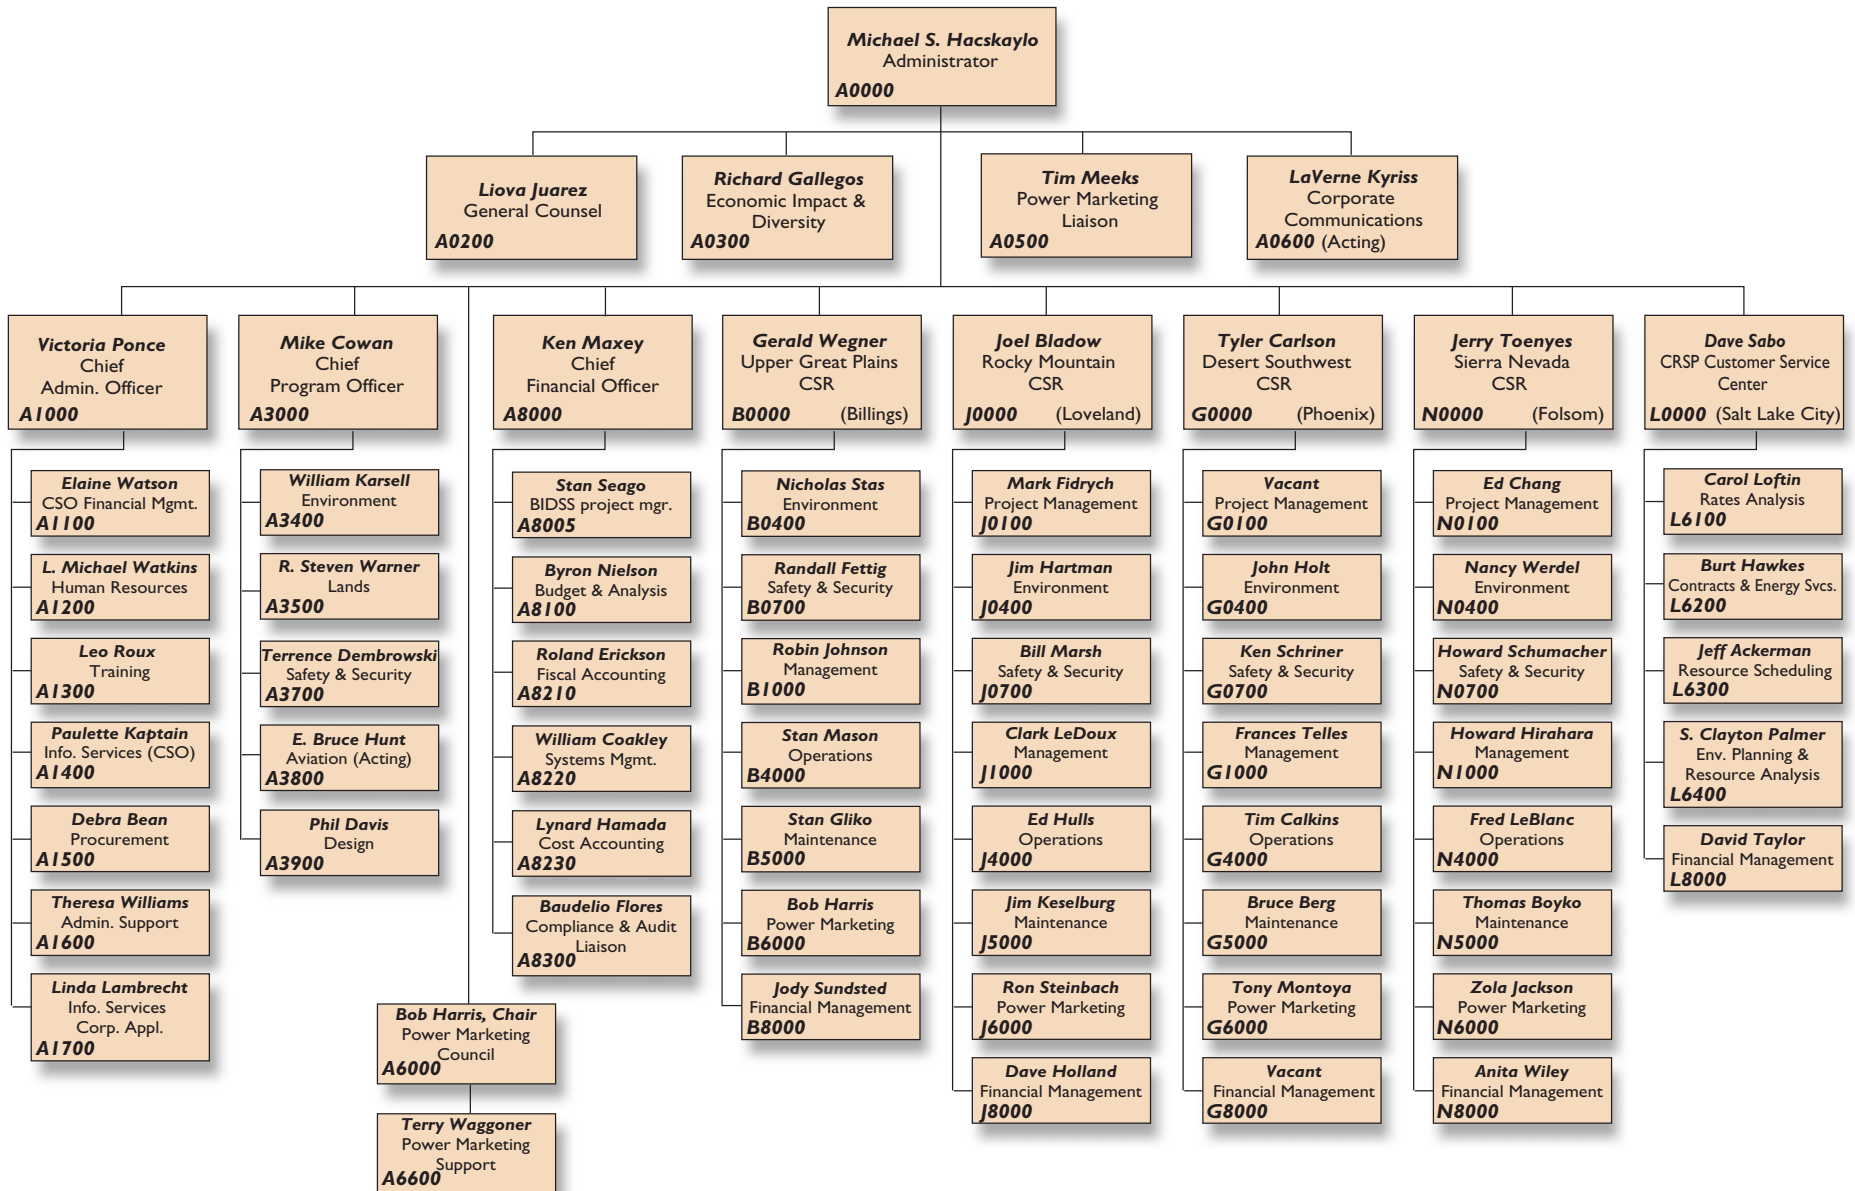 Michael S. Hacskaylo
Administrator
A0000
Liova Juarez
General Counsel
A0200
Richard Gallegos
Economic Impact &
Diversity
A0300
Tim Meeks
Power Marketing
Liaison
A0500
LaVerne Kyriss
Corporate
Communications
A0600 (Acting)
Victoria Ponce
Chief
Admin. Officer
A1000
Mike Cowan
Chief
Program Officer
A3000
Ken Maxey
Chief
Financial Officer
A8000
Gerald Wegner
Upper Great Plains
CSR
B0000 (Billings)
Joel Bladow
Rocky Mountain
CSR
J0000 (Loveland)
Tyler Carlson
Desert Southwest
CSR
G0000 (Phoenix)
Jerry Toenyes
Sierra Nevada
CSR
N0000 (Folsom)
Dave Sabo
CRSP Customer Service
Center
L0000 (Salt Lake City)
Elaine Watson
CSO Financial Mgmt.
A1100
L. Michael Watkins
Human Resources
A1200
Leo Roux
Training
A1300
Paulette Kaptain
Info. Services (CSO)
A1400
Debra Bean
Procurement
A1500
Theresa Williams
Admin. Support
A1600
Linda Lambrecht
Info. Services
Corp. Appl.
A1700
William Karsell
Environment
A3400
R. Steven Warner
Lands
A3500
Terrence Dembrowski
Safety & Security
A3700
E. Bruce Hunt
Aviation (Acting)
A3800
Phil Davis
Design
A3900
Bob Harris, Chair
Power Marketing
Council
A6000
Terry Waggoner
Power Marketing
Support
A6600
Stan Seago
BIDSS project mgr.
A8005
Byron Nielson
Budget & Analysis
A8100
Roland Erickson
Fiscal Accounting
A8210
William Coakley
Systems Mgmt.
A8220
Lynard Hamada
Cost Accounting
A8230
Baudelio Flores
Compliance & Audit
Liaison
A8300
Nicholas Stas
Environment
B0400
Randall Fettig
Safety & Security
B0700
Robin Johnson
Management
B1000
Stan Mason
Operations
B4000
Stan Gliko
Maintenance
B5000
Bob Harris
Power Marketing
B6000
Jody Sundsted
Financial Management
B8000
Mark Fidrych
Project Management
J0100
Jim Hartman
Environment
J0400
Bill Marsh
Safety & Security
J0700
Clark LeDoux
Management
J1000
Ed Hulls
Operations
J4000
Jim Keselburg
Maintenance
J5000
Ron Steinbach
Power Marketing
J6000
Dave Holland
Financial Management
J8000
Vacant
Project Management
G0100
John Holt
Environment
G0400
Ken Schriner
Safety & Security
G0700
Frances Telles
Management
G1000
Tim Calkins
Operations
G4000
Bruce Berg
Maintenance
G5000
Tony Montoya
Power Marketing
G6000
Vacant
Financial Management
G8000
Ed Chang
Project Management
N0100
Nancy Werdel
Environment
N0400
Howard Schumacher
Safety & Security
N0700
Howard Hirahara
Management
N1000
Fred LeBlanc
Operations
N4000
Thomas Boyko
Maintenance
N5000
Zola Jackson
Power Marketing
N6000
Anita Wiley
Financial Management
N8000
Carol Loftin
Rates Analysis
L6100
Burt Hawkes
Contracts & Energy Svcs.
L6200
Jeff Ackerman
Resource Scheduling
L6300
S. Clayton Palmer
Env. Planning &
Resource Analysis
L6400
David Taylor
Financial Management
L8000